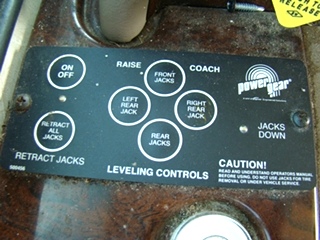 RELEASE
ON
OFF
RAISE COACH
FRONT
JACKS
power gear
LEFT
REAR
JACK
RIGHT
REAR
JACK
RETRACT
ALL
JACKS
REAR
JACKS
JACKS
DOWN
RETRACT JACKS
LEVELING CONTROLS
CAUTION!
READ AND UNDERSTAND OPERATORS MANUAL
BEFORE USING. DO NOT USE JACKS FOR TIRE
REMOVAL OR UNDER VEHICLE SERVICE.